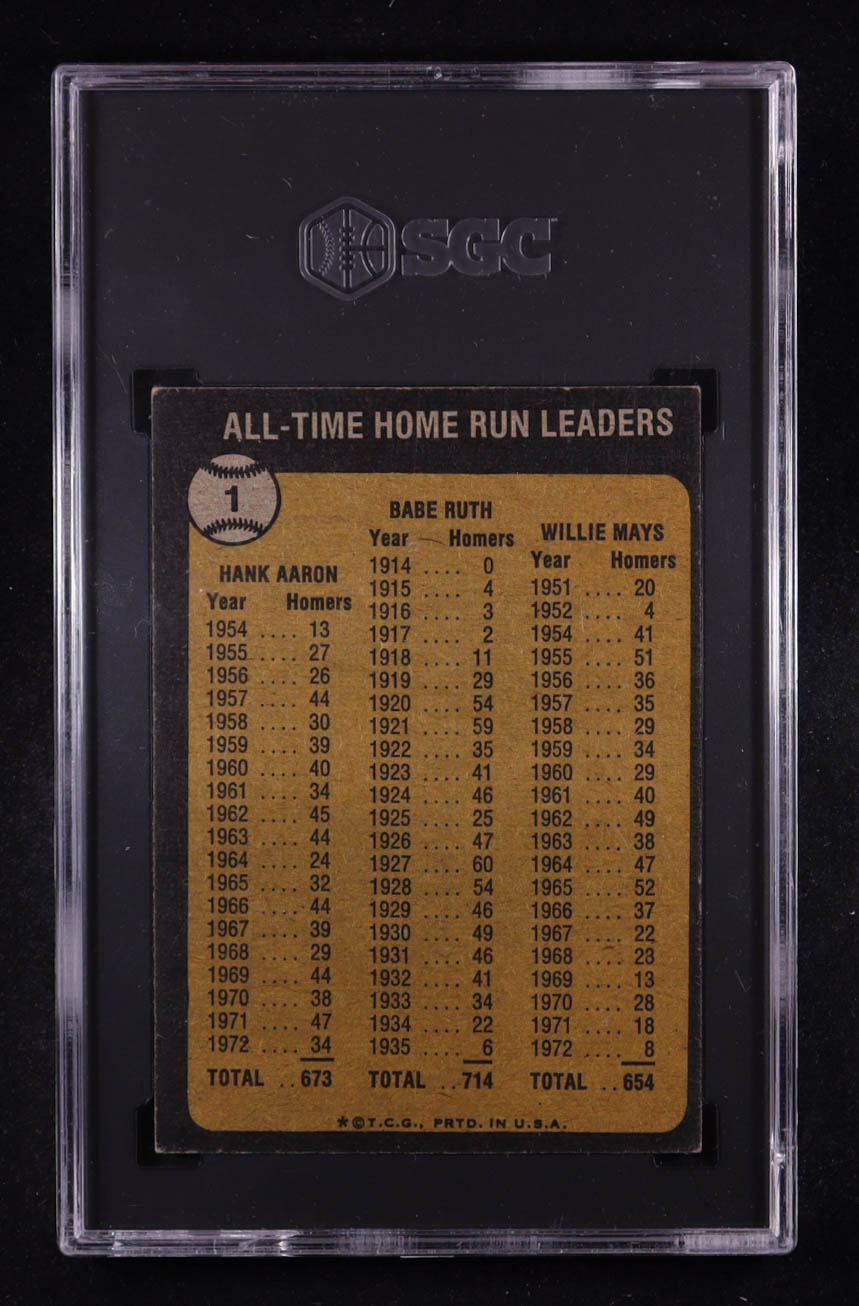 SGC
ALL-TIME HOME RUN LEADERS
1
HANK AARON
Year Homers
1954 .... 13
1955 .... 27
1956 .... 26
1957 .... 44
1958 .... 30
1959 .... 39
1960 .... 40
1961 .... 34
1962 .... 45
1963 .... 44
1964 .... 24
1965 .... 32
1966 .... 44
1967 .... 39
1968 .... 29
1969 .... 44
1970 .... 38
1971 .... 47
1972 .... 34
TOTAL .. 673
BABE RUTH
Year Homers
1914 .... 0
1915 .... 4
1916 .... 3
1917 .... 2
1918 .... 11
1919 .... 29
1920 .... 54
1921 .... 59
1922 .... 35
1923 .... 41
1924 .... 46
1925 .... 25
1926 .... 47
1927 .... 60
1928 .... 54
1929 .... 46
1930 .... 49
1931 .... 46
1932 .... 41
1933 .... 34
1934 .... 22
1935 .... 6
TOTAL .. 714
WILLIE MAYS
Year Homers
1951 .... 20
1952 .... 4
1954 .... 41
1955 .... 51
1956 .... 36
1957 .... 35
1958 .... 29
1959 .... 34
1960 .... 29
1961 .... 40
1962 .... 49
1963 .... 38
1964 .... 47
1965 .... 52
1966 .... 37
1967 .... 22
1968 .... 23
1969 .... 13
1970 .... 28
1971 .... 18
1972 .... 8
TOTAL .. 654
*©T.C.G., PRTD. IN U.S.A.